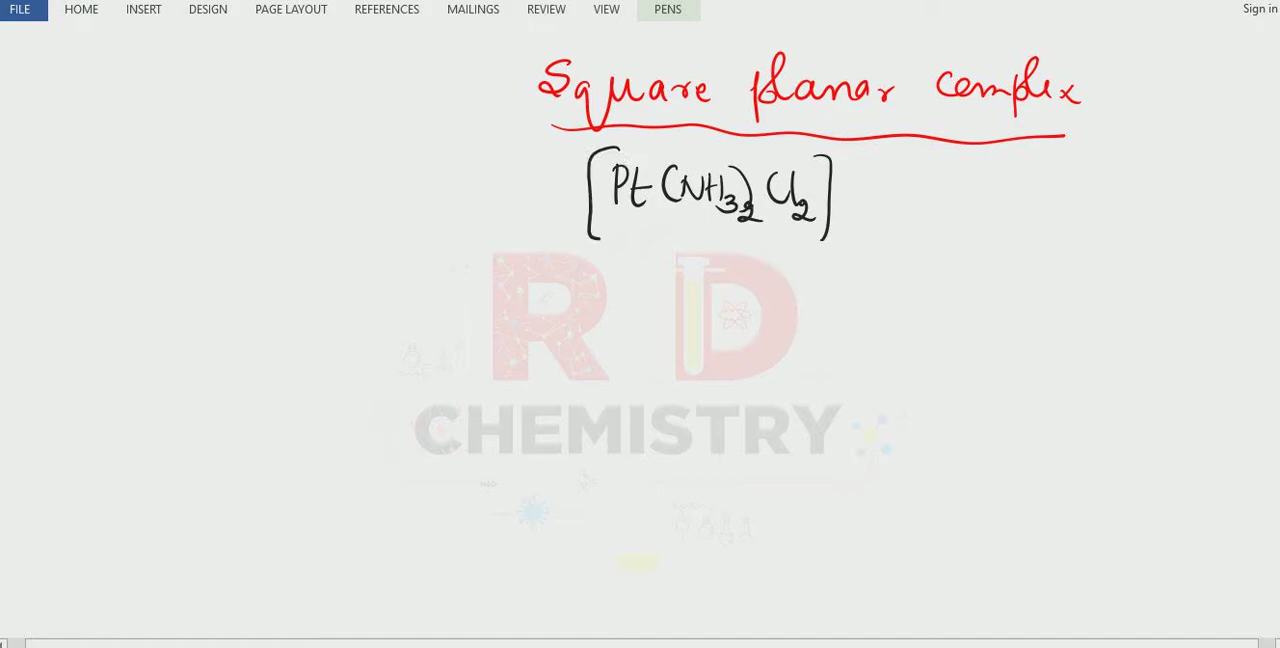 FILE HOME INSERT DESIGN PAGE LAYOUT REFERENCES MAILINGS REVIEW VIEW PENS Sign in
Square planar complex
[Pt(NH3)2Cl2]
R D
CHEMISTRY